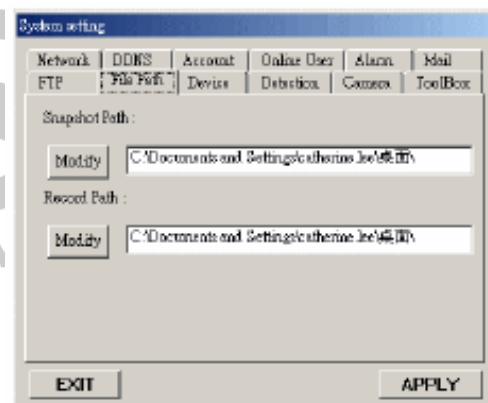 System setting
Network DDNS Account Online User Alarm Mail
FTP File Path Device Detection Camera ToolBox
Snapshot Path :
Modify C:\Documents and Settings\catherine.lee\桌面\
Record Path :
Modify C:\Documents and Settings\catherine.lee\桌面\
EXIT APPLY